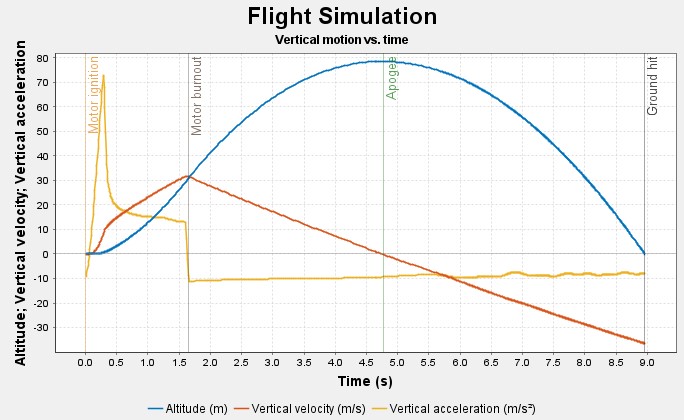 Flight Simulation
Vertical motion vs. time
Altitude; Vertical velocity; Vertical acceleration
80
70
60
50
40
30
20
10
0
-10
-20
-30
Motor ignition
Motor burnout
Apogee
Ground hit
0.0 0.5 1.0 1.5 2.0 2.5 3.0 3.5 4.0 4.5 5.0 5.5 6.0 6.5 7.0 7.5 8.0 8.5 9.0
Time (s)
Altitude (m) Vertical velocity (m/s) Vertical acceleration (m/s²)